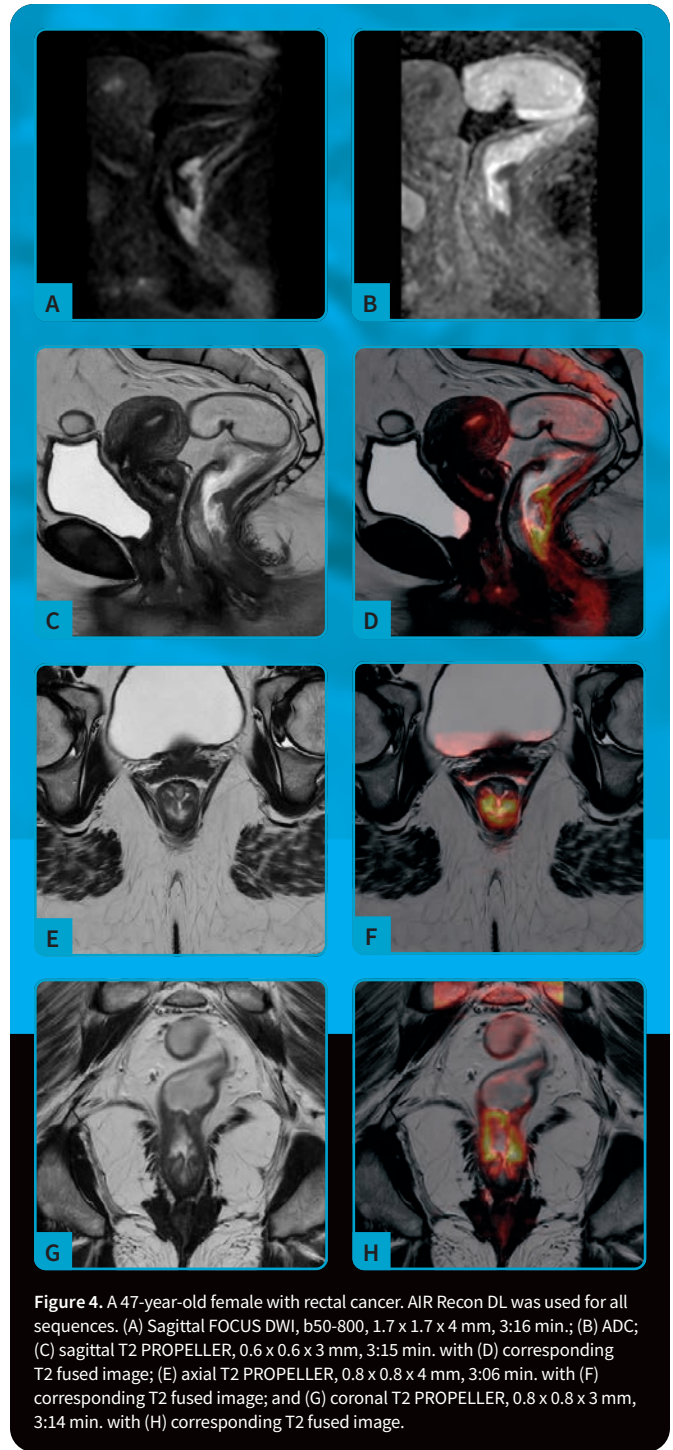 A
B
C
D
E
F
G
H
Figure 4. A 47-year-old female with rectal cancer. AIR Recon DL was used for all
sequences. (A) Sagittal FOCUS DWI, b50-800, 1.7 x 1.7 x 4 mm, 3:16 min.; (B) ADC;
(C) sagittal T2 PROPELLER, 0.6 x 0.6 x 3 mm, 3:15 min. with (D) corresponding
T2 fused image; (E) axial T2 PROPELLER, 0.8 x 0.8 x 4 mm, 3:06 min. with (F)
corresponding T2 fused image; and (G) coronal T2 PROPELLER, 0.8 x 0.8 x 3 mm,
3:14 min. with (H) corresponding T2 fused image.